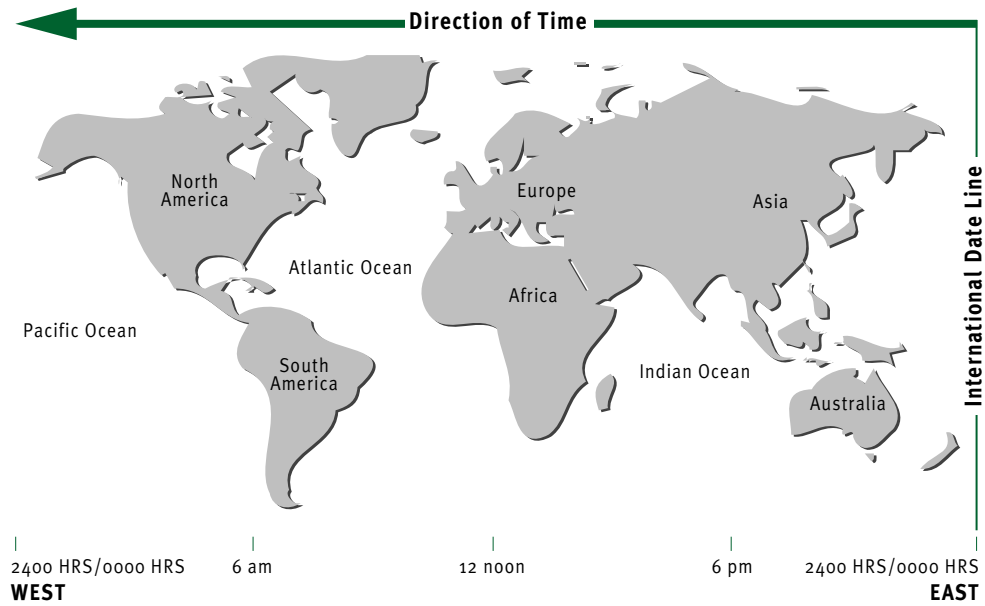 Direction of Time
North
America
Europe
Asia
Atlantic Ocean
Africa
Pacific Ocean
South
America
Indian Ocean
Australia
International Date Line
2400 HRS/0000 HRS
6 am
12 noon
6 pm
2400 HRS/0000 HRS
WEST
EAST